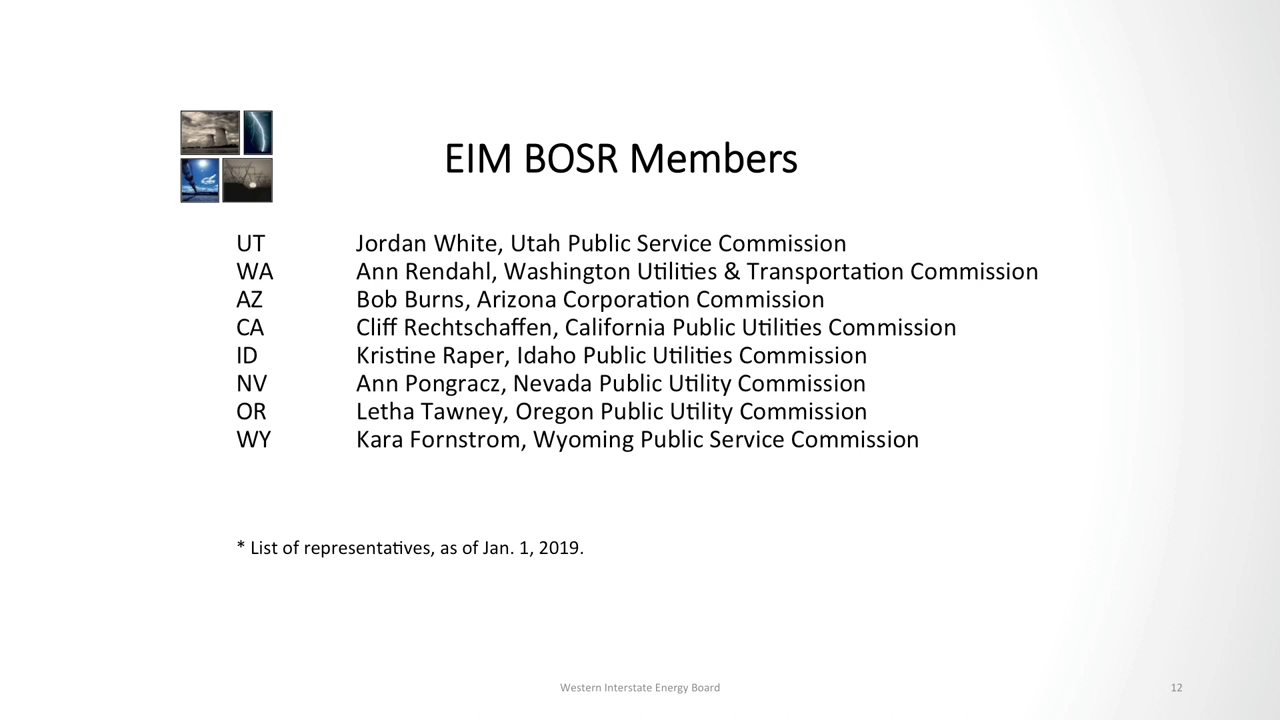 EIM BOSR Members
UT Jordan White, Utah Public Service Commission
WA Ann Rendahl, Washington Utilities & Transportation Commission
AZ Bob Burns, Arizona Corporation Commission
CA Cliff Rechtschaffen, California Public Utilities Commission
ID Kristine Raper, Idaho Public Utilities Commission
NV Ann Pongracz, Nevada Public Utility Commission
OR Letha Tawney, Oregon Public Utility Commission
WY Kara Fornstrom, Wyoming Public Service Commission
* List of representatives, as of Jan. 1, 2019.
Western Interstate Energy Board 12